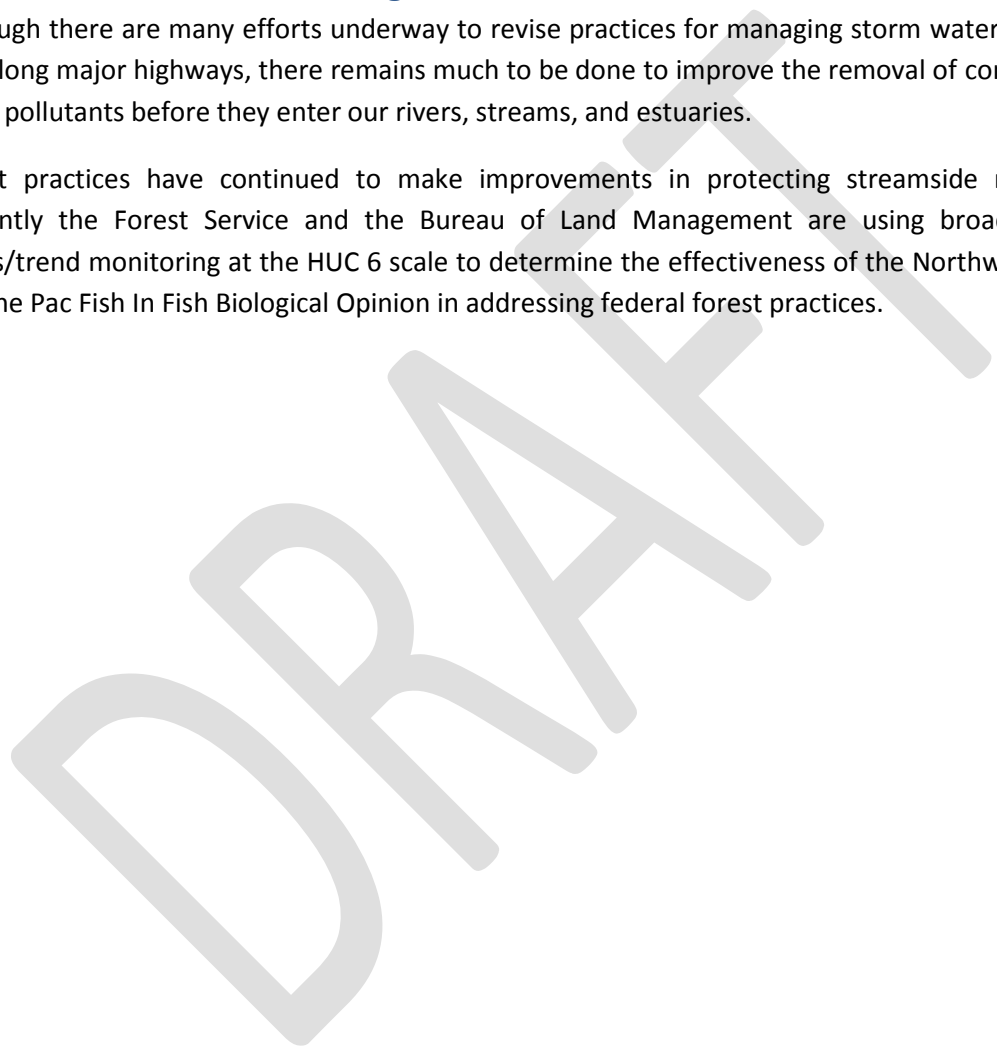 ugh there are many efforts underway to revise practices for managing storm water
long major highways, there remains much to be done to improve the removal of
pollutants before they enter our rivers, streams, and estuaries.
t practices have continued to make improvements in protecting streamside
ntly the Forest Service and the Bureau of Land Management are using
s/trend monitoring at the HUC 6 scale to determine the effectiveness of the
he Pac Fish In Fish Biological Opinion in addressing federal forest practices.
DRAFT